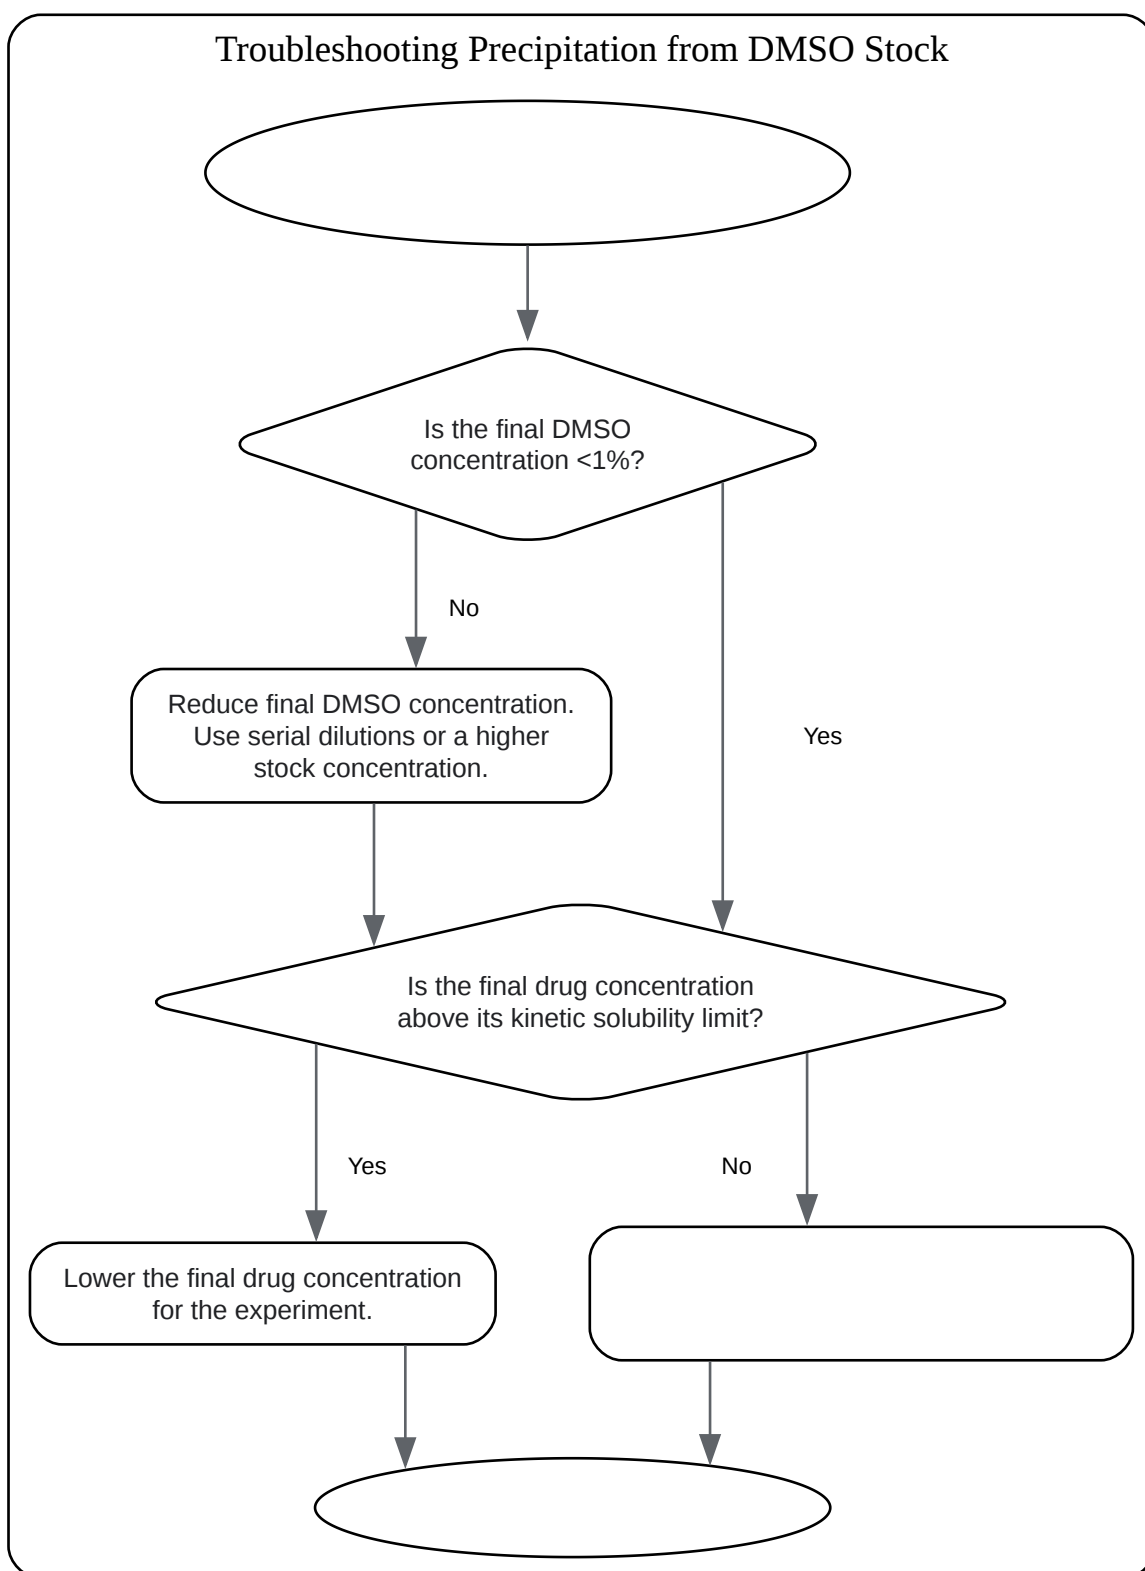 Troubleshooting Precipitation from DMSO Stock
Is the final DMSO
concentration <1%?
No
Reduce final DMSO concentration.
Use serial dilutions or a higher
stock concentration.
Yes
Is the final drug concentration
above its kinetic solubility limit?
Yes
No
Lower the final drug concentration
for the experiment.